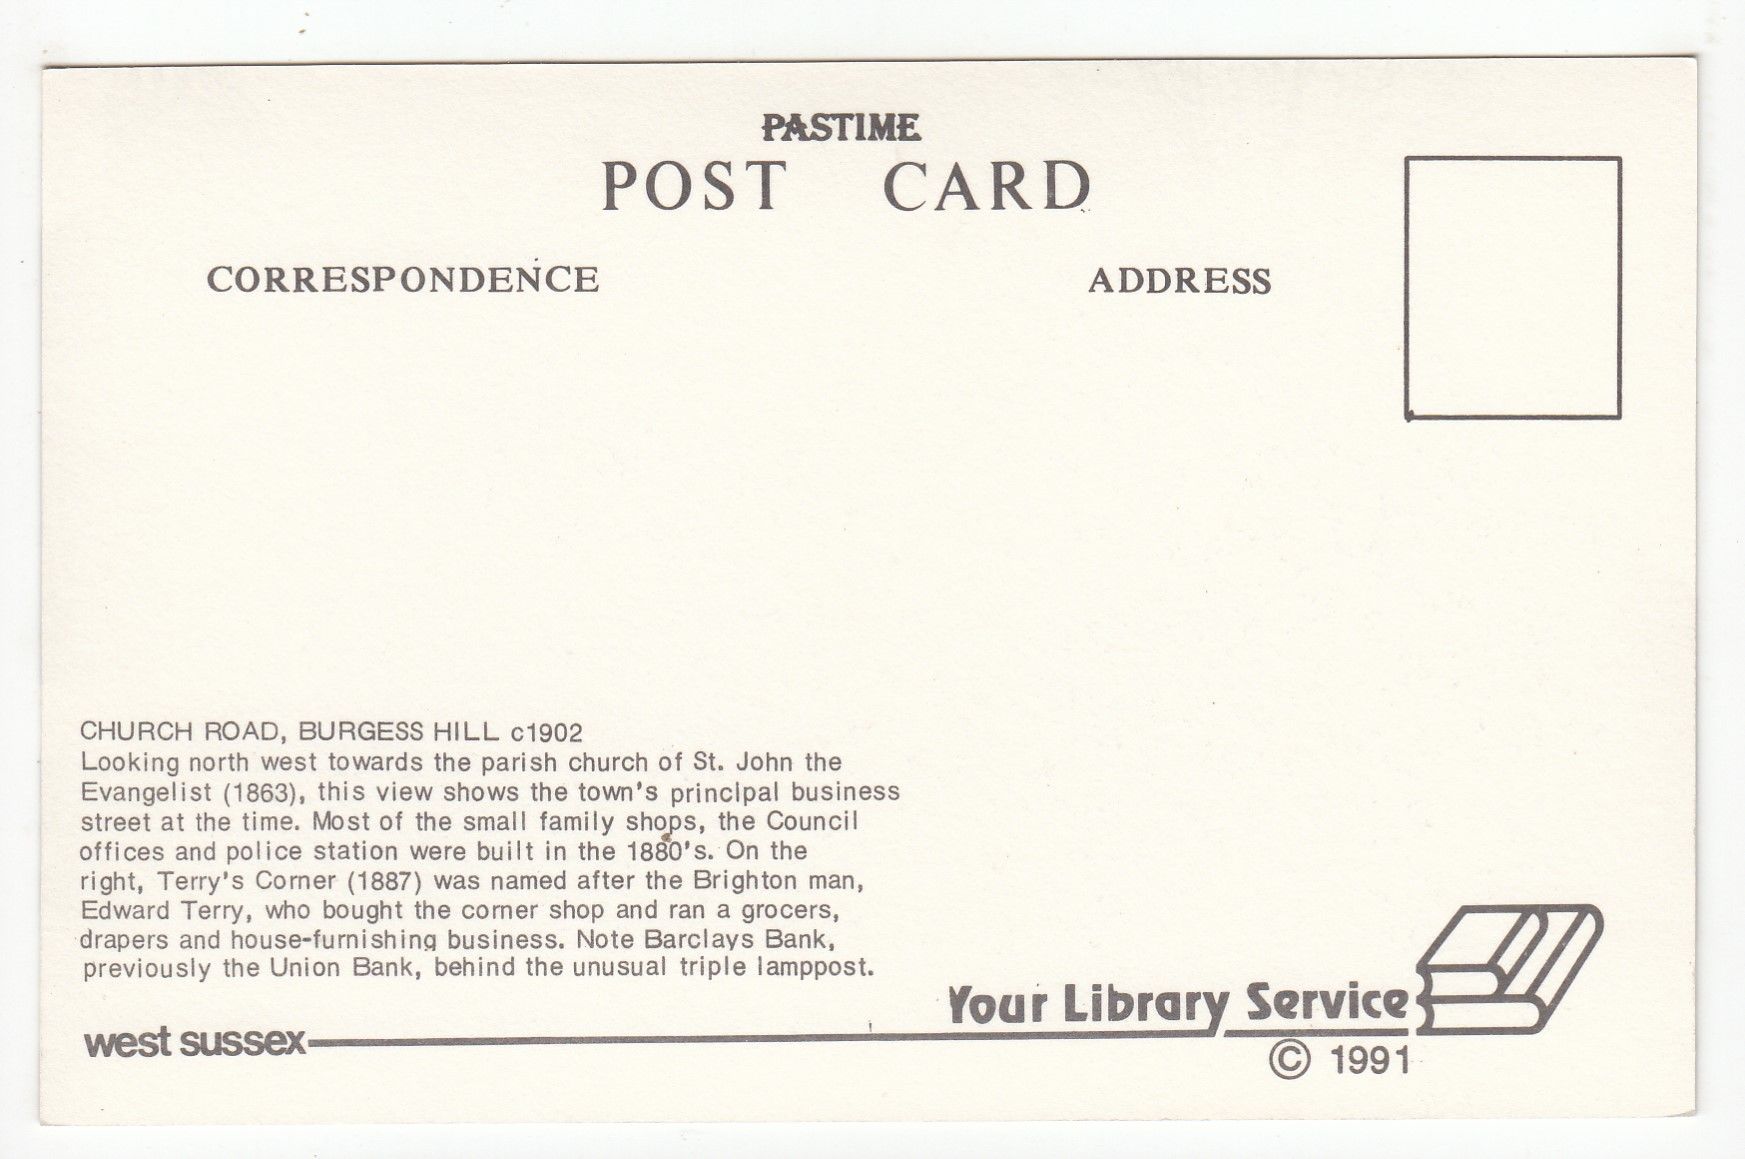 PASTIME
POST CARD
CORRESPONDENCE
ADDRESS
CHURCH ROAD, BURGESS HILL c1902
Looking north west towards the parish church of St. John the
Evangelist (1863), this view shows the town's principal business
street at the time. Most of the small family shops, the Council
offices and police station were built in the 1880's. On the
right, Terry's Corner (1887) was named after the Brighton man,
Edward Terry, who bought the corner shop and ran a grocers,
drapers and house-furnishing business. Note Barclays Bank,
previously the Union Bank, behind the unusual triple lamppost.
Your Library Service
west sussex
© 1991